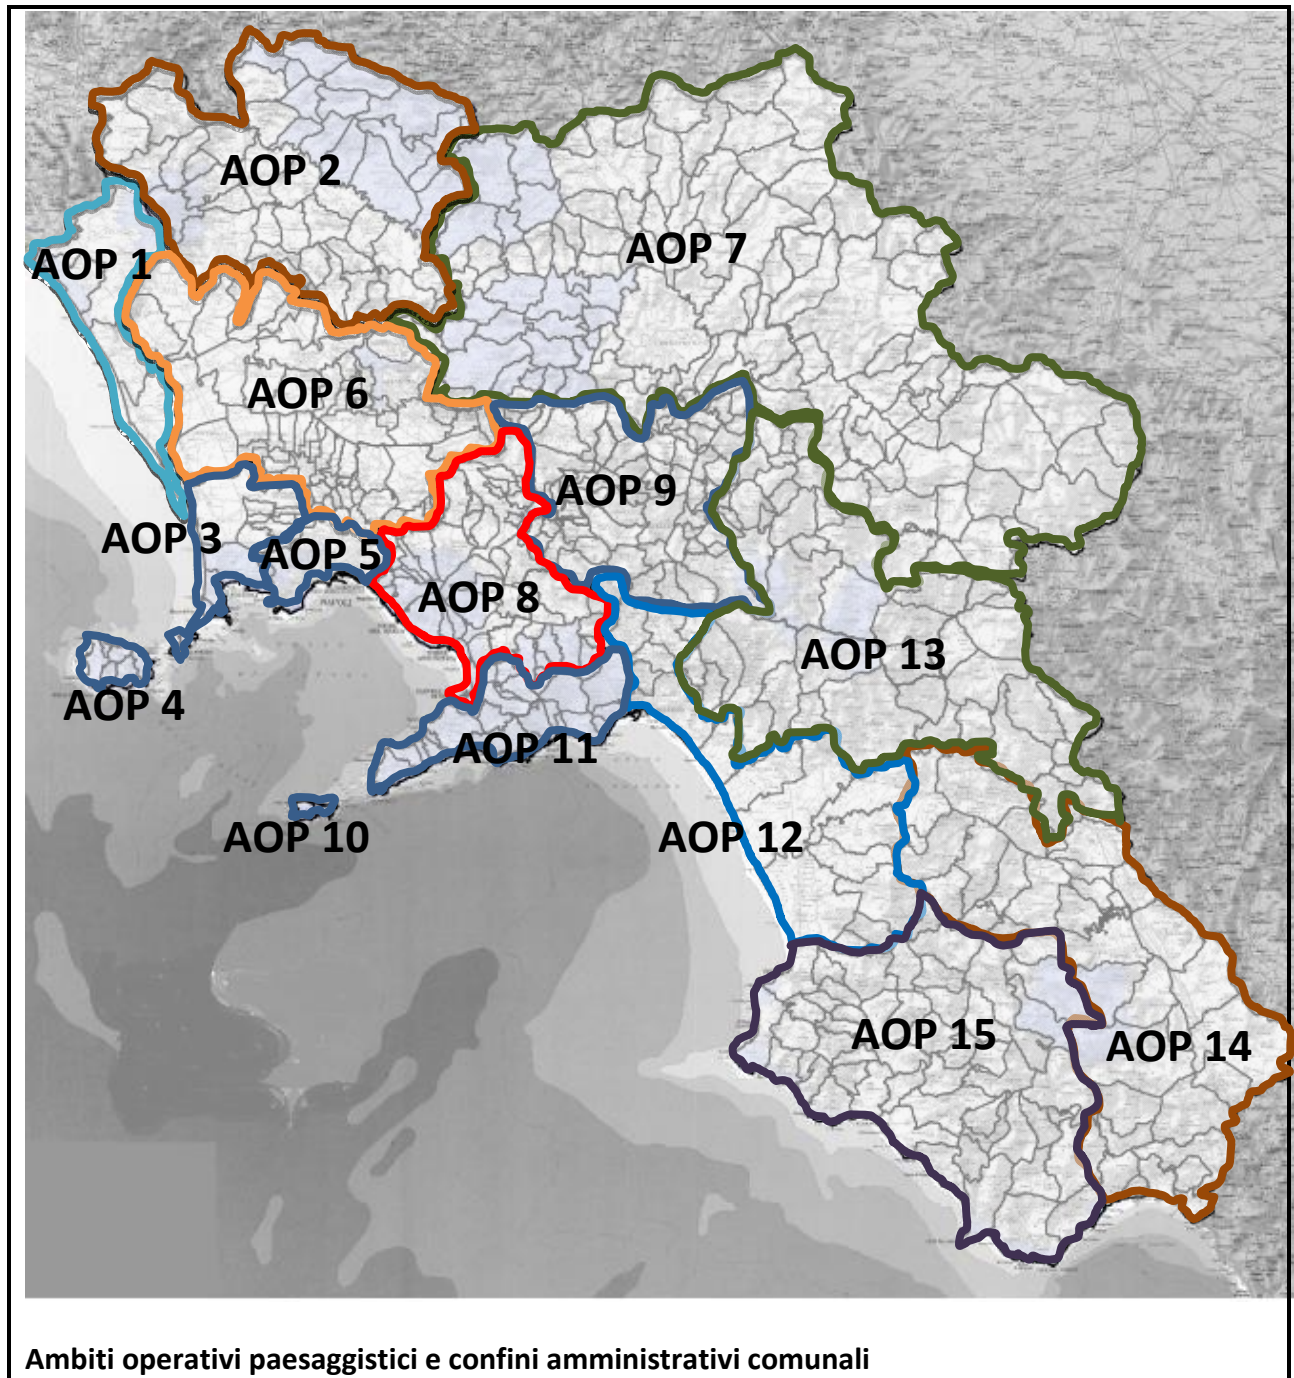 AOP 2
AOP 7
AOP 1
AOP 6
AOP 9
AOP 3
AOP 5
AOP 8
AOP 13
AOP 4
AOP 11
AOP 10
AOP 12
AOP 15
AOP 14
Ambiti operativi paesaggistici e confini amministrativi comunali